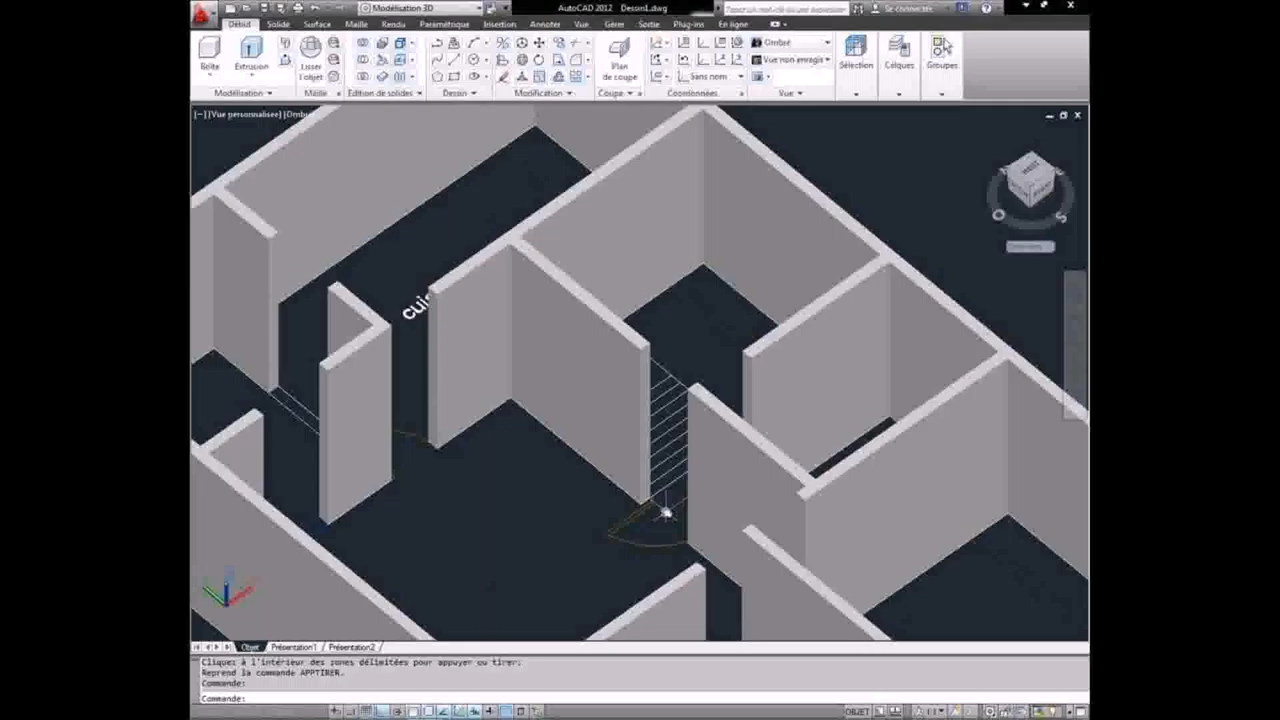 Modélisation 3D
AutoCAD 2012 Dessin1.dwg
Se connecter
Début Solide Surface Maille Rendu Paramétrique Insertion Annoter Vue Gérer Sortie Plug-ins En ligne
Boîte
Extrusion
Lisser
l'objet
Plan
de coupe
Ombré
Vue non enregis
Sans nom
Sélection
Calques
Groupes
Modélisation
Maille
Edition de solides
Dessin
Modification
Coupe
Coordonnées
Vue
[−][Vue personnalisée][Ombré
cuis
Objet Présentation1 Présentation2
Cliquez à l'intérieur des zones délimitées pour appuyer ou tirer.
Reprend la commande APPTIRER.
Commande:
Commande:
OBJET